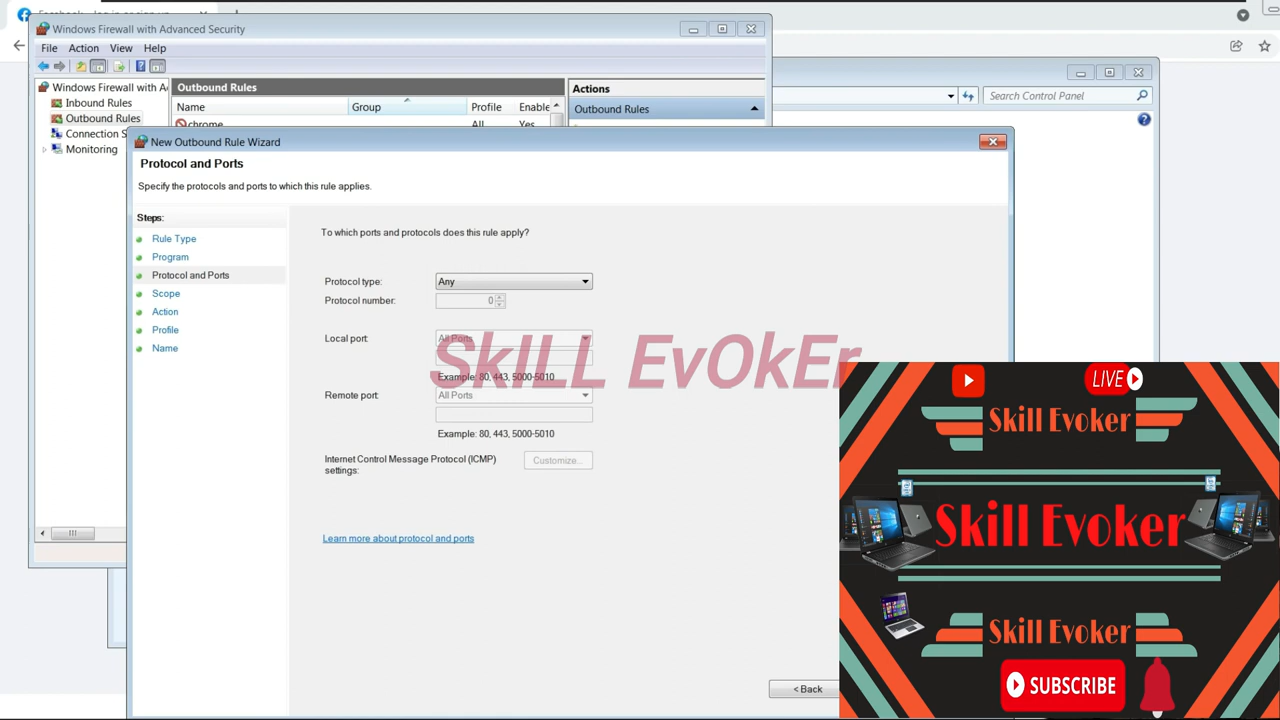 Windows Firewall with Advanced Security
File Action View Help
Search Control Panel
Windows Firewall with A
Inbound Rules
Outbound Rules
Connection S
Monitoring
Outbound Rules
Name Group Profile Enable
chrome All Yes
Actions
Outbound Rules
New Outbound Rule Wizard
Protocol and Ports
Specify the protocols and ports to which this rule applies.
Steps:
Rule Type
Program
Protocol and Ports
Scope
Action
Profile
Name
To which ports and protocols does this rule apply?
Protocol type: Any
Protocol number: 0
Local port: All Ports
Example: 80, 443, 5000-5010
Remote port: All Ports
Example: 80, 443, 5000-5010
Internet Control Message Protocol (ICMP)
settings:
Customize...
Learn more about protocol and ports
< Back
SkILL EvOkEr
LIVE
Skill Evoker
Skill Evoker
Skill Evoker
SUBSCRIBE